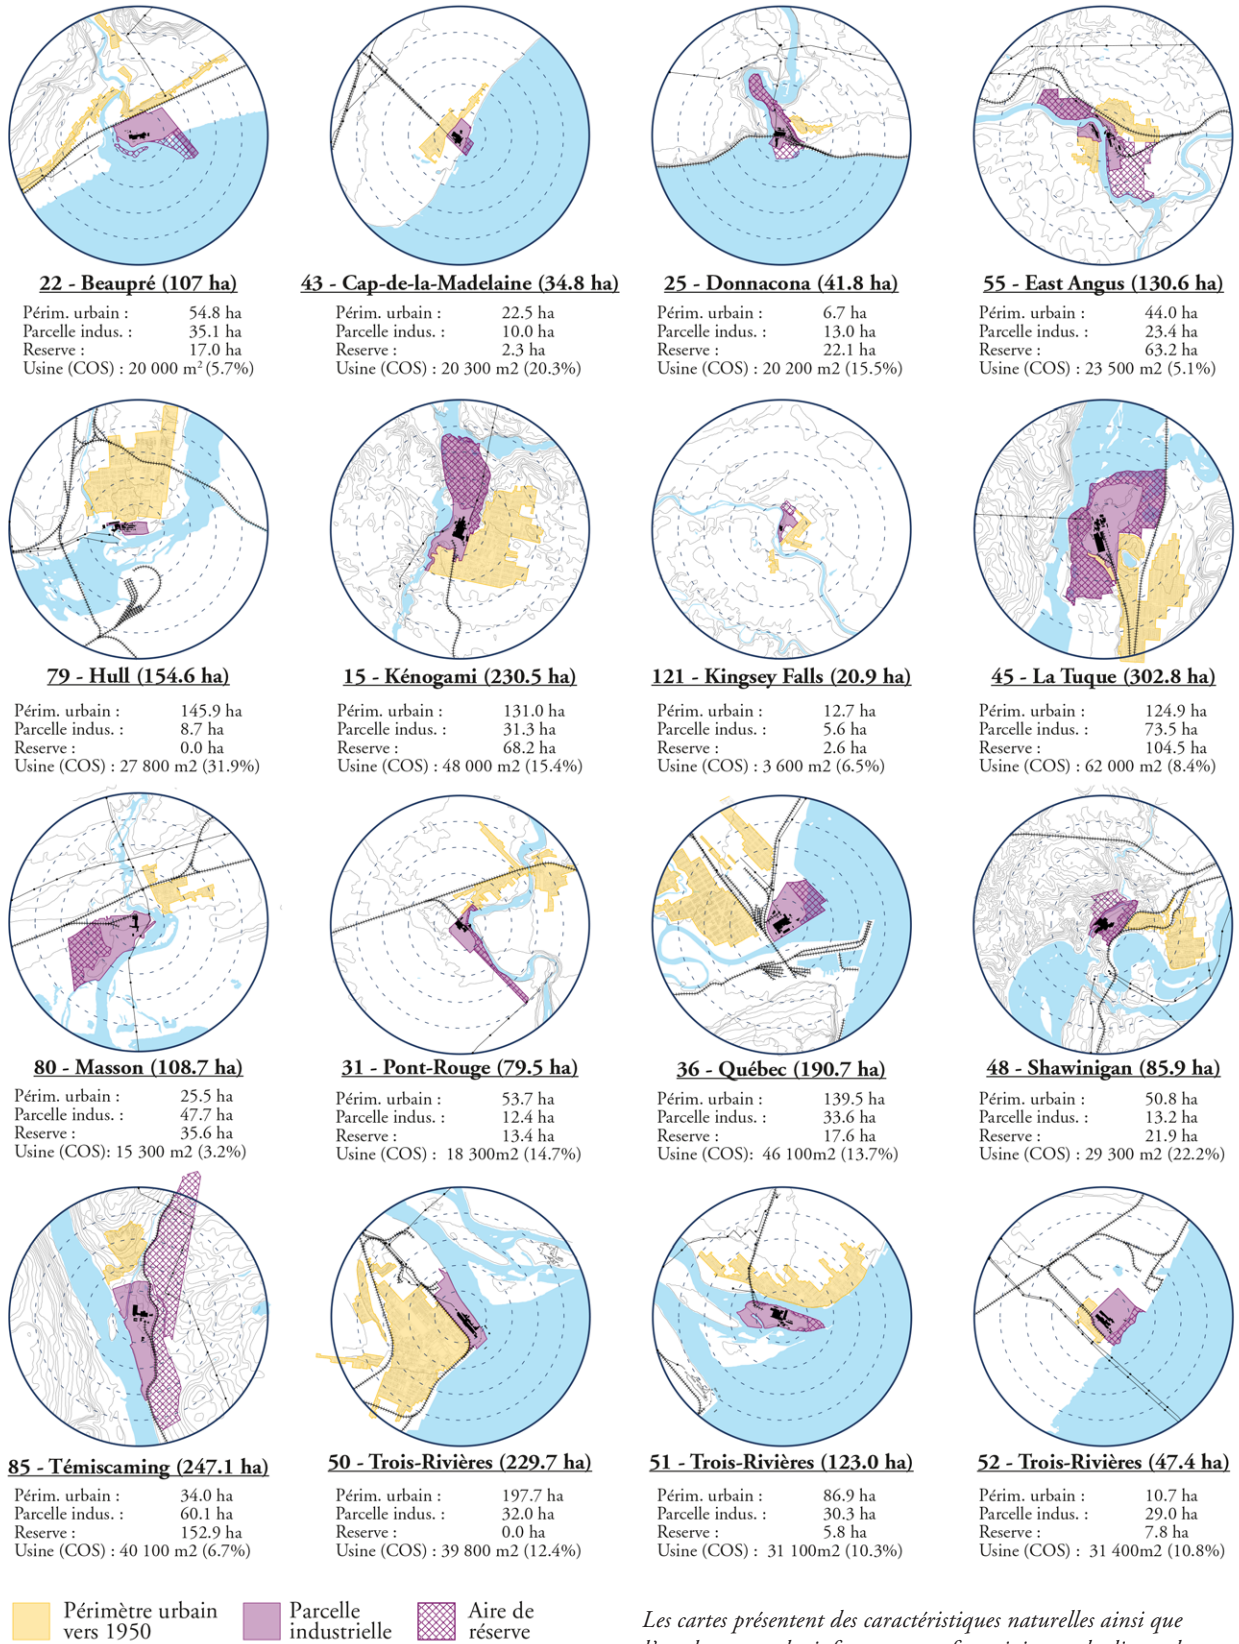 22 - Beaupré (107 ha)
Périm. urbain : 54.8 ha
Parcelle indus. : 35.1 ha
Reserve : 17.0 ha
Usine (COS) : 20 000 m² (5.7%)
43 - Cap-de-la-Madelaine (34.8 ha)
Périm. urbain : 22.5 ha
Parcelle indus. : 10.0 ha
Reserve : 2.3 ha
Usine (COS) : 20 300 m2 (20.3%)
25 - Donnacona (41.8 ha)
Périm. urbain : 6.7 ha
Parcelle indus. : 13.0 ha
Reserve : 22.1 ha
Usine (COS) : 20 200 m2 (15.5%)
55 - East Angus (130.6 ha)
Périm. urbain : 44.0 ha
Parcelle indus. : 23.4 ha
Reserve : 63.2 ha
Usine (COS) : 23 500 m2 (5.1%)
79 - Hull (154.6 ha)
Périm. urbain : 145.9 ha
Parcelle indus. : 8.7 ha
Reserve : 0.0 ha
Usine (COS) : 27 800 m2 (31.9%)
15 - Kénogami (230.5 ha)
Périm. urbain : 131.0 ha
Parcelle indus. : 31.3 ha
Reserve : 68.2 ha
Usine (COS) : 48 000 m2 (15.4%)
121 - Kingsey Falls (20.9 ha)
Périm. urbain : 12.7 ha
Parcelle indus. : 5.6 ha
Reserve : 2.6 ha
Usine (COS) : 3 600 m2 (6.5%)
45 - La Tuque (302.8 ha)
Périm. urbain : 124.9 ha
Parcelle indus. : 73.5 ha
Reserve : 104.5 ha
Usine (COS) : 62 000 m2 (8.4%)
80 - Masson (108.7 ha)
Périm. urbain : 25.5 ha
Parcelle indus. : 47.7 ha
Reserve : 35.6 ha
Usine (COS): 15 300 m2 (3.2%)
31 - Pont-Rouge (79.5 ha)
Périm. urbain : 53.7 ha
Parcelle indus. : 12.4 ha
Reserve : 13.4 ha
Usine (COS) : 18 300m2 (14.7%)
36 - Québec (190.7 ha)
Périm. urbain : 139.5 ha
Parcelle indus. : 33.6 ha
Reserve : 17.6 ha
Usine (COS): 46 100m2 (13.7%)
48 - Shawinigan (85.9 ha)
Périm. urbain : 50.8 ha
Parcelle indus. : 13.2 ha
Reserve : 21.9 ha
Usine (COS) : 29 300 m2 (22.2%)
85 - Témiscaming (247.1 ha)
Périm. urbain : 34.0 ha
Parcelle indus. : 60.1 ha
Reserve : 152.9 ha
Usine (COS) : 40 100 m2 (6.7%)
50 - Trois-Rivières (229.7 ha)
Périm. urbain : 197.7 ha
Parcelle indus. : 32.0 ha
Reserve : 0.0 ha
Usine (COS) : 39 800 m2 (12.4%)
51 - Trois-Rivières (123.0 ha)
Périm. urbain : 86.9 ha
Parcelle indus. : 30.3 ha
Reserve : 5.8 ha
Usine (COS) : 31 100m2 (10.3%)
52 - Trois-Rivières (47.4 ha)
Périm. urbain : 10.7 ha
Parcelle indus. : 29.0 ha
Reserve : 7.8 ha
Usine (COS) : 31 400m2 (10.8%)
Périmètre urbain
vers 1950
Parcelle
industrielle
Aire de
réserve
Les cartes présentent des caractéristiques naturelles ainsi que